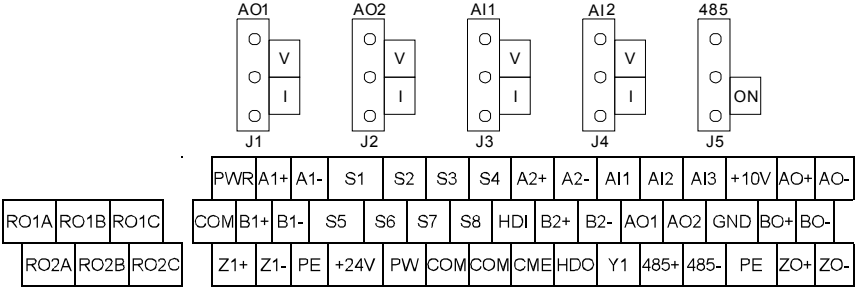 AO1 AO2 AI1 AI2 485
V V V V
I I I I ON
J1 J2 J3 J4 J5
PWR A1+ A1- S1 S2 S3 S4 A2+ A2- AI1 AI2 AI3 +10V AO+ AO-
RO1A RO1B RO1C COM B1+ B1- S5 S6 S7 S8 HDI B2+ B2- AO1 AO2 GND BO+ BO-
RO2A RO2B RO2C Z1+ Z1- PE +24V PW COM COM CME HDO Y1 485+ 485- PE ZO+ ZO-